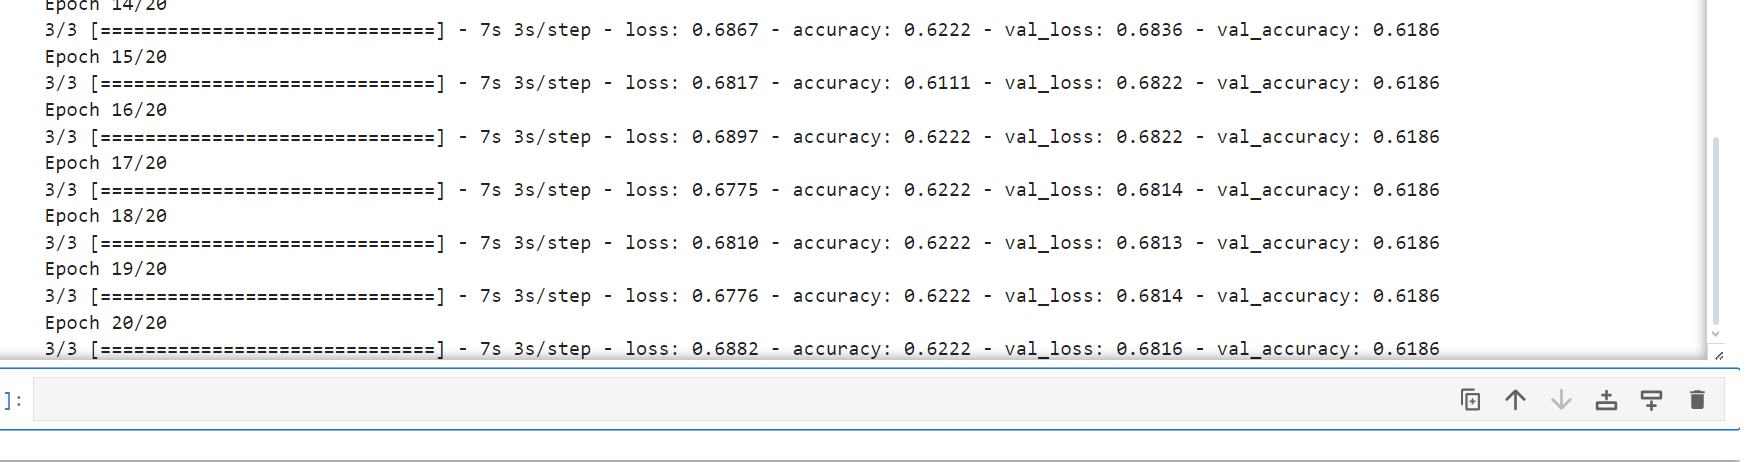 Epoch 14/20
3/3 [==============================] - 7s 3s/step - loss: 0.6867 - accuracy: 0.6222 - val_loss: 0.6836 - val_accuracy: 0.6186
Epoch 15/20
3/3 [==============================] - 7s 3s/step - loss: 0.6817 - accuracy: 0.6111 - val_loss: 0.6822 - val_accuracy: 0.6186
Epoch 16/20
3/3 [==============================] - 7s 3s/step - loss: 0.6897 - accuracy: 0.6222 - val_loss: 0.6822 - val_accuracy: 0.6186
Epoch 17/20
3/3 [==============================] - 7s 3s/step - loss: 0.6775 - accuracy: 0.6222 - val_loss: 0.6814 - val_accuracy: 0.6186
Epoch 18/20
3/3 [==============================] - 7s 3s/step - loss: 0.6810 - accuracy: 0.6222 - val_loss: 0.6813 - val_accuracy: 0.6186
Epoch 19/20
3/3 [==============================] - 7s 3s/step - loss: 0.6776 - accuracy: 0.6222 - val_loss: 0.6814 - val_accuracy: 0.6186
Epoch 20/20
3/3 [==============================] - 7s 3s/step - loss: 0.6882 - accuracy: 0.6222 - val_loss: 0.6816 - val_accuracy: 0.6186
]: